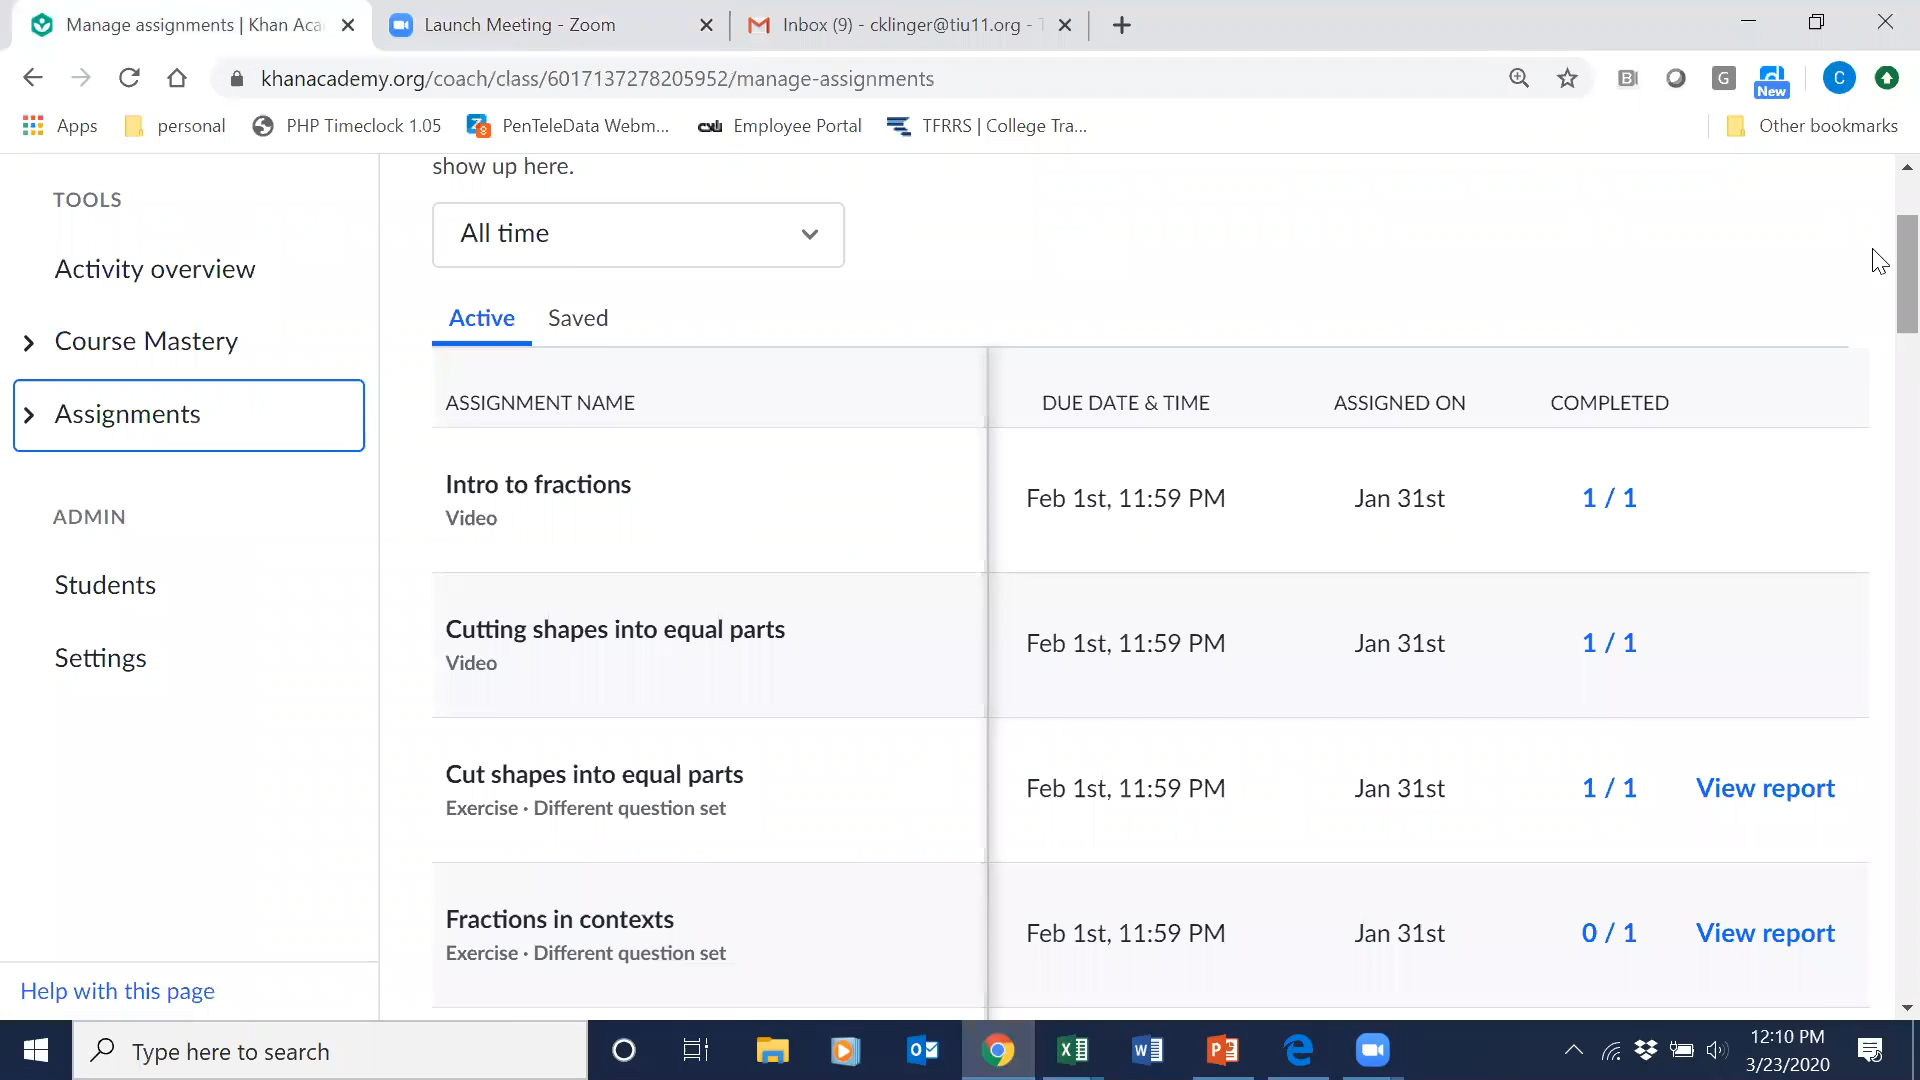 Manage assignments | Khan Aca
Launch Meeting - Zoom
Inbox (9) - cklinger@tiu11.org -
khanacademy.org/coach/class/6017137278205952/manage-assignments
G
New
C
Apps
personal
PHP Timeclock 1.05
PenTeleData Webm...
Employee Portal
TFRRS | College Tra...
Other bookmarks
show up here.
TOOLS
Activity overview
Course Mastery
Assignments
ADMIN
Students
Settings
Help with this page
All time
Active
Saved
ASSIGNMENT NAME DUE DATE & TIME ASSIGNED ON COMPLETED
Intro to fractions
Video
Feb 1st, 11:59 PM Jan 31st 1 / 1
Cutting shapes into equal parts
Video
Feb 1st, 11:59 PM Jan 31st 1 / 1
Cut shapes into equal parts
Exercise · Different question set
Feb 1st, 11:59 PM Jan 31st 1 / 1 View report
Fractions in contexts
Exercise · Different question set
Feb 1st, 11:59 PM Jan 31st 0 / 1 View report
Type here to search
12:10 PM
3/23/2020